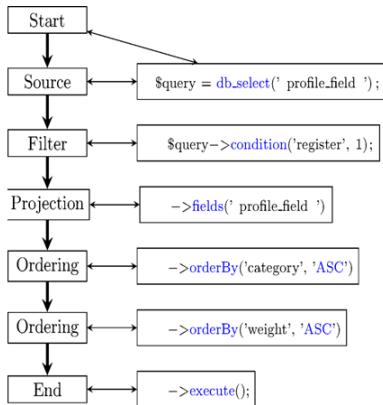 Start
Source
$query = db_select(' profile_field ');
Filter
$query->condition('register', 1);
Projection
->fields(' profile_field ')
Ordering
->orderBy('category', 'ASC')
Ordering
->orderBy('weight', 'ASC')
End
->execute();